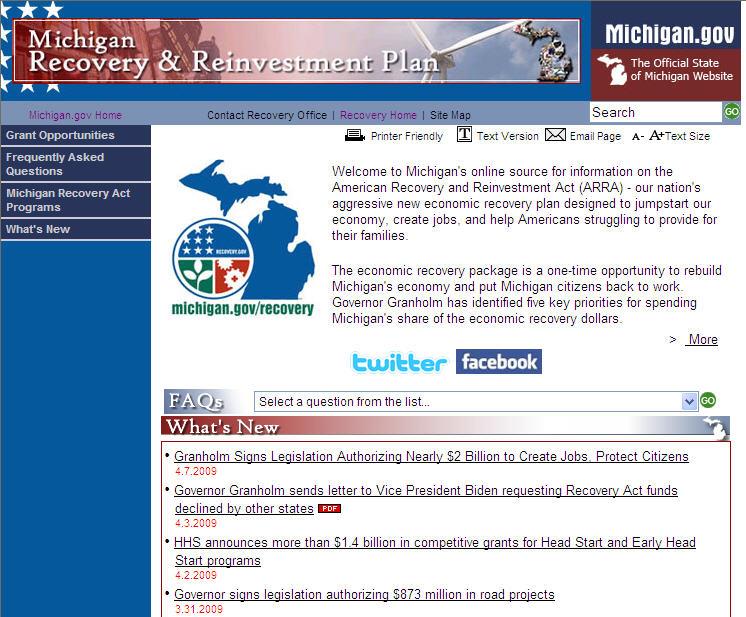 Michigan
Recovery & Reinvestment Plan
Michigan.gov
The Official State
of Michigan Website
Michigan.gov Home
Contact Recovery Office | Recovery Home | Site Map
Search
GO
Grant Opportunities
Frequently Asked
Questions
Michigan Recovery Act
Programs
What's New
Printer Friendly
T Text Version
Email Page
A- A+ Text Size
RECOVERY.GOV
michigan.gov/recovery
Welcome to Michigan's online source for information on the
American Recovery and Reinvestment Act (ARRA) - our nation's
aggressive new economic recovery plan designed to jumpstart our
economy, create jobs, and help Americans struggling to provide for
their families.
The economic recovery package is a one-time opportunity to rebuild
Michigan's economy and put Michigan citizens back to work.
Governor Granholm has identified five key priorities for spending
Michigan's share of the economic recovery dollars.
> More
twitter
facebook
FAQs
Select a question from the list...
GO
What's New
• Granholm Signs Legislation Authorizing Nearly $2 Billion to Create Jobs, Protect Citizens
4.7.2009
• Governor Granholm sends letter to Vice President Biden requesting Recovery Act funds
declined by other states PDF
4.3.2009
• HHS announces more than $1.4 billion in competitive grants for Head Start and Early Head
Start programs
4.2.2009
• Governor signs legislation authorizing $873 million in road projects
3.31.2009